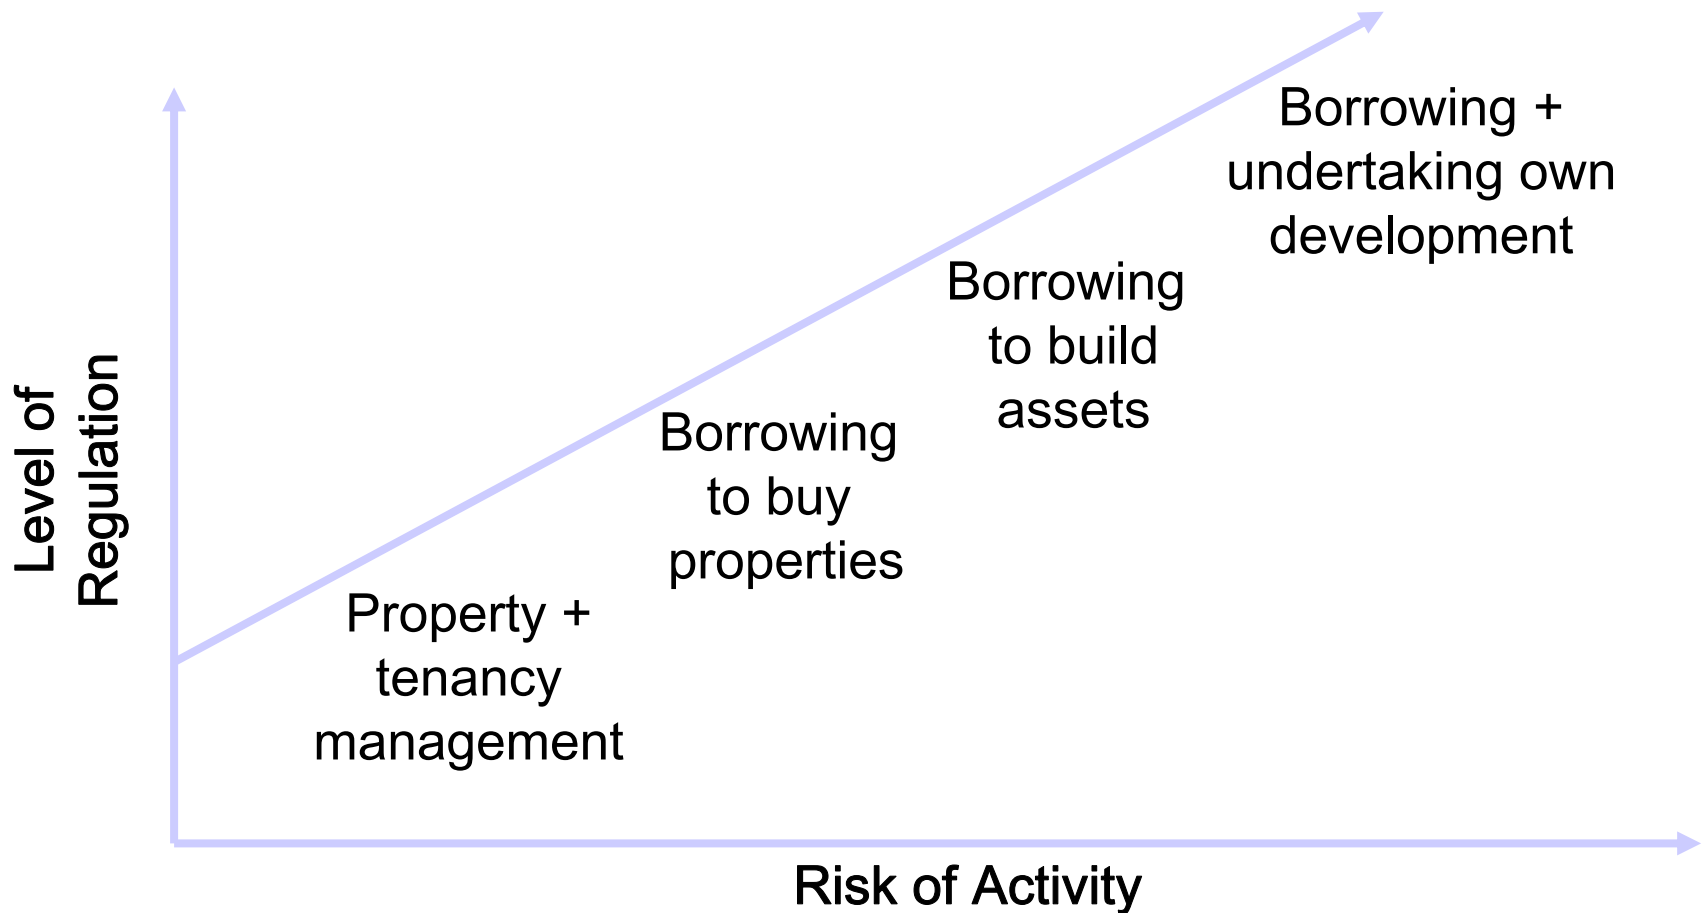 Borrowing +
undertaking own
development
Borrowing
to build
assets
Borrowing
to buy
properties
Property +
tenancy
management
Level of
Regulation
Risk of Activity